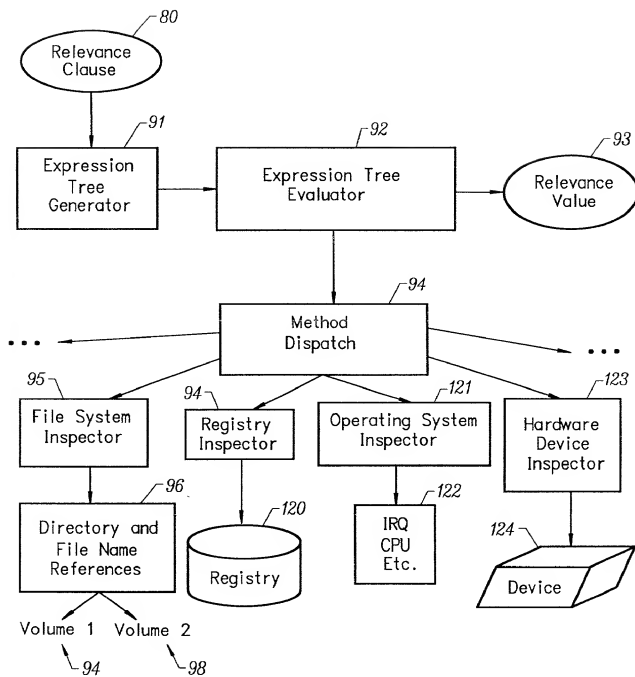 80
Relevance
Clause
91
Expression
Tree
Generator
92
Expression Tree
Evaluator
93
Relevance
Value
94
Method
Dispatch
...
...
95
File System
Inspector
94
Registry
Inspector
121
Operating System
Inspector
123
Hardware
Device
Inspector
96
Directory and
File Name
References
120
Registry
122
IRQ
CPU
Etc.
124
Device
Volume 1
Volume 2
94
98